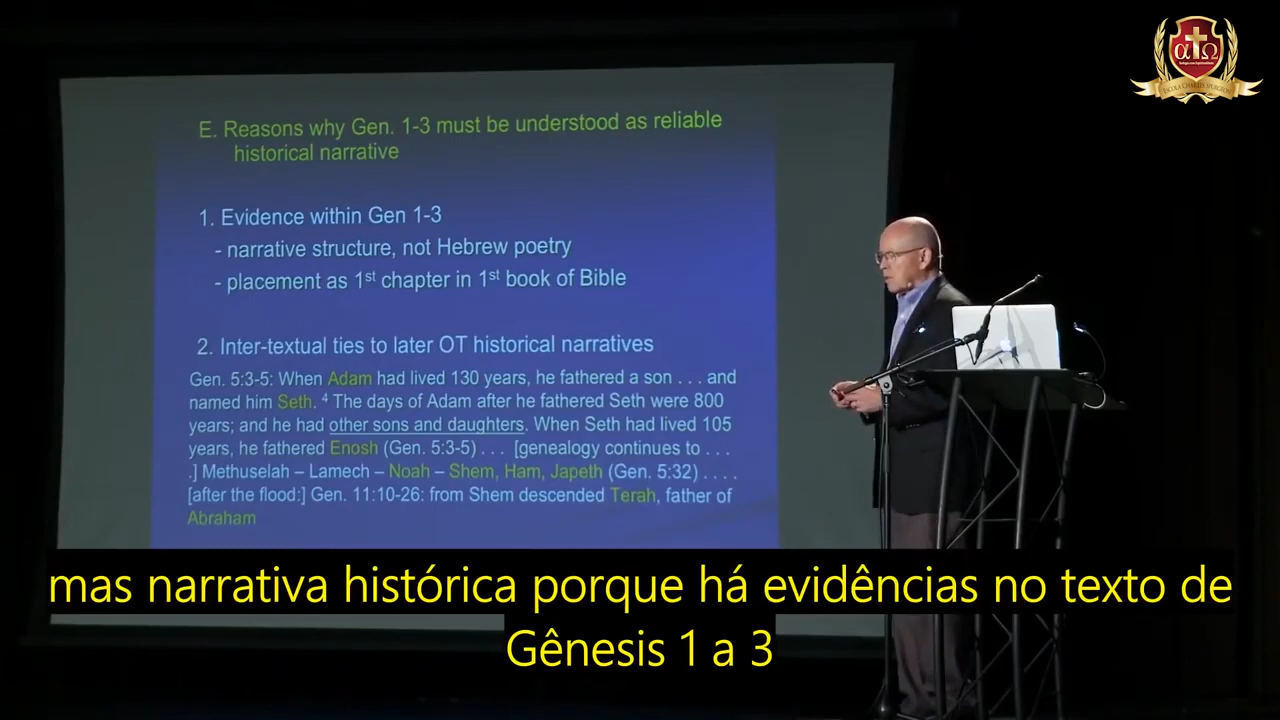 E. Reasons why Gen. 1-3 must be understood as reliable
historical narrative
1. Evidence within Gen 1-3
- narrative structure, not Hebrew poetry
- placement as 1st chapter in 1st book of Bible
2. Inter-textual ties to later OT historical narratives
Gen. 5:3-5: When Adam had lived 130 years, he fathered a son . . . and
named him Seth. 4 The days of Adam after he fathered Seth were 800
years; and he had other sons and daughters. When Seth had lived 105
years, he fathered Enosh (Gen. 5:3-5) . . . [genealogy continues to . . .
.] Methuselah – Lamech – Noah – Shem, Ham, Japeth (Gen. 5:32) . . . .
[after the flood:] Gen. 11:10-26: from Shem descended Terah, father of
Abraham
α Ω
ESCOLA CHARLES SPURGEON
mas narrativa histórica porque há evidências no texto de
Gênesis 1 a 3